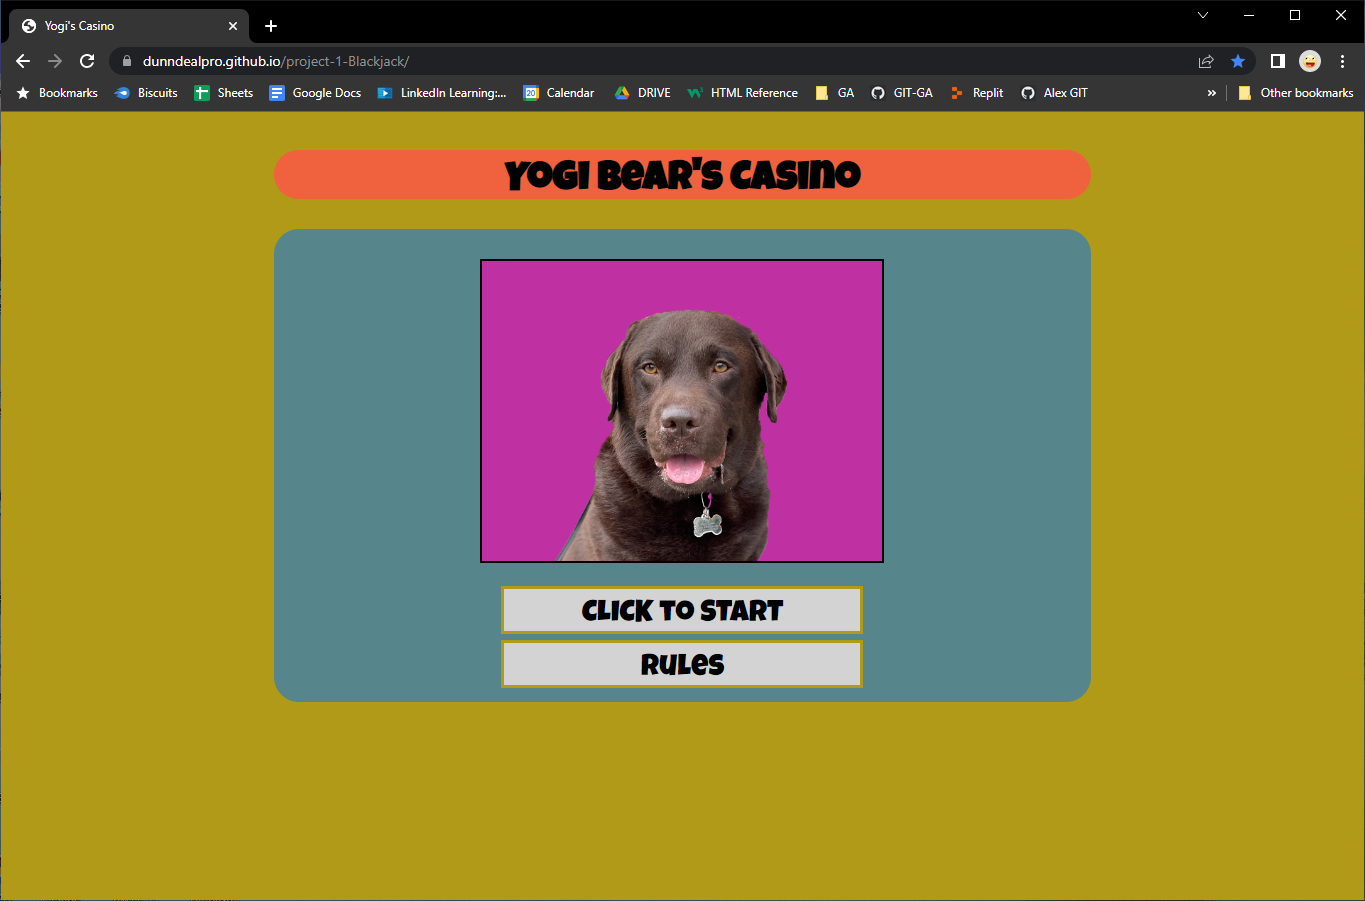 Yogi's Casino
dunndealpro.github.io/project-1-Blackjack/
Bookmarks Biscuits Sheets Google Docs LinkedIn Learning:... 20 Calendar DRIVE HTML Reference GA GIT-GA Replit Alex GIT » Other bookmarks
YOGI BEAR'S CASINO
CLICK TO START
RULES